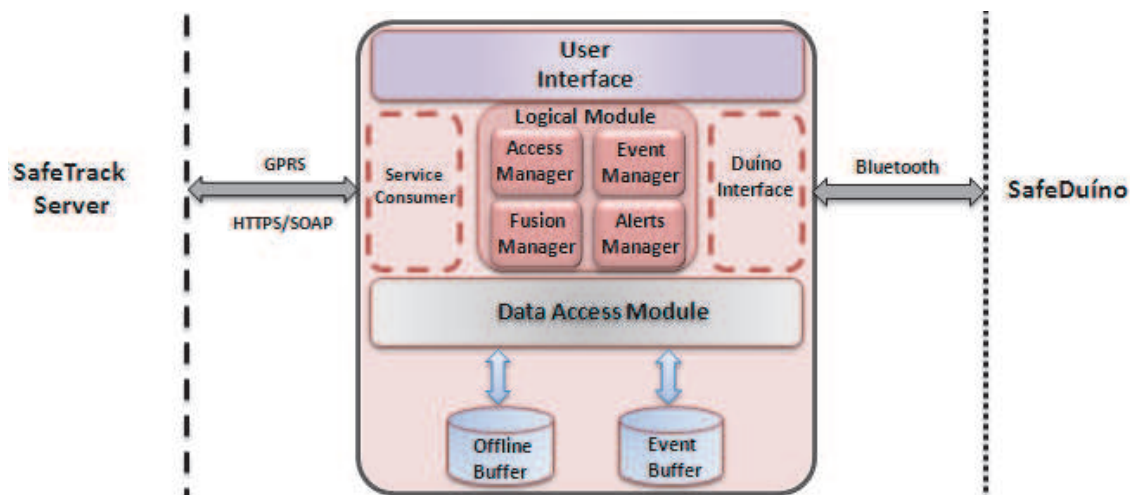 User
Interface
Logical Module
Access
Manager
Event
Manager
Fusion
Manager
Alerts
Manager
Service
Consumer
Duíno
Interface
SafeTrack
Server
GPRS
HTTPS/SOAP
Bluetooth
SafeDuíno
Data Access Module
Offline
Buffer
Event
Buffer